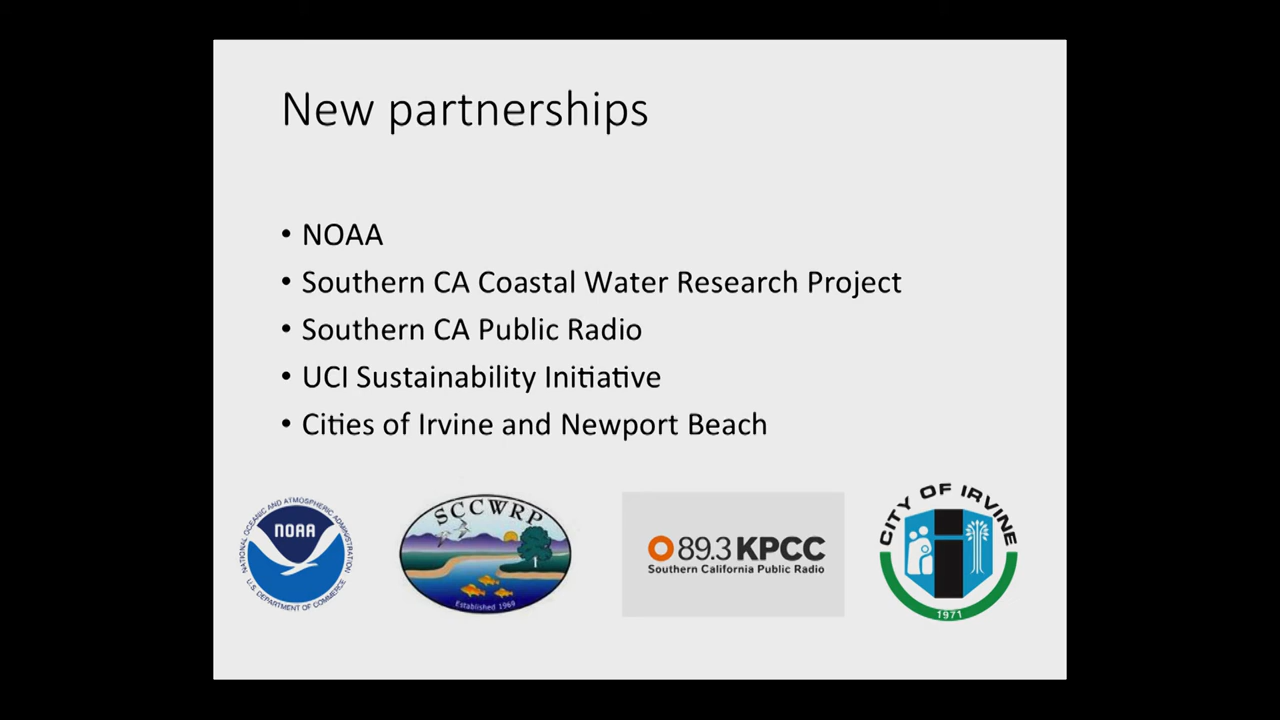 New partnerships
• NOAA
• Southern CA Coastal Water Research Project
• Southern CA Public Radio
• UCI Sustainability Initiative
• Cities of Irvine and Newport Beach
NATIONAL OCEANIC AND ATMOSPHERIC ADMINISTRATION
NOAA
U.S. DEPARTMENT OF COMMERCE
SCCWRP
Established 1969
89.3 KPCC
Southern California Public Radio
CITY OF IRVINE
1971